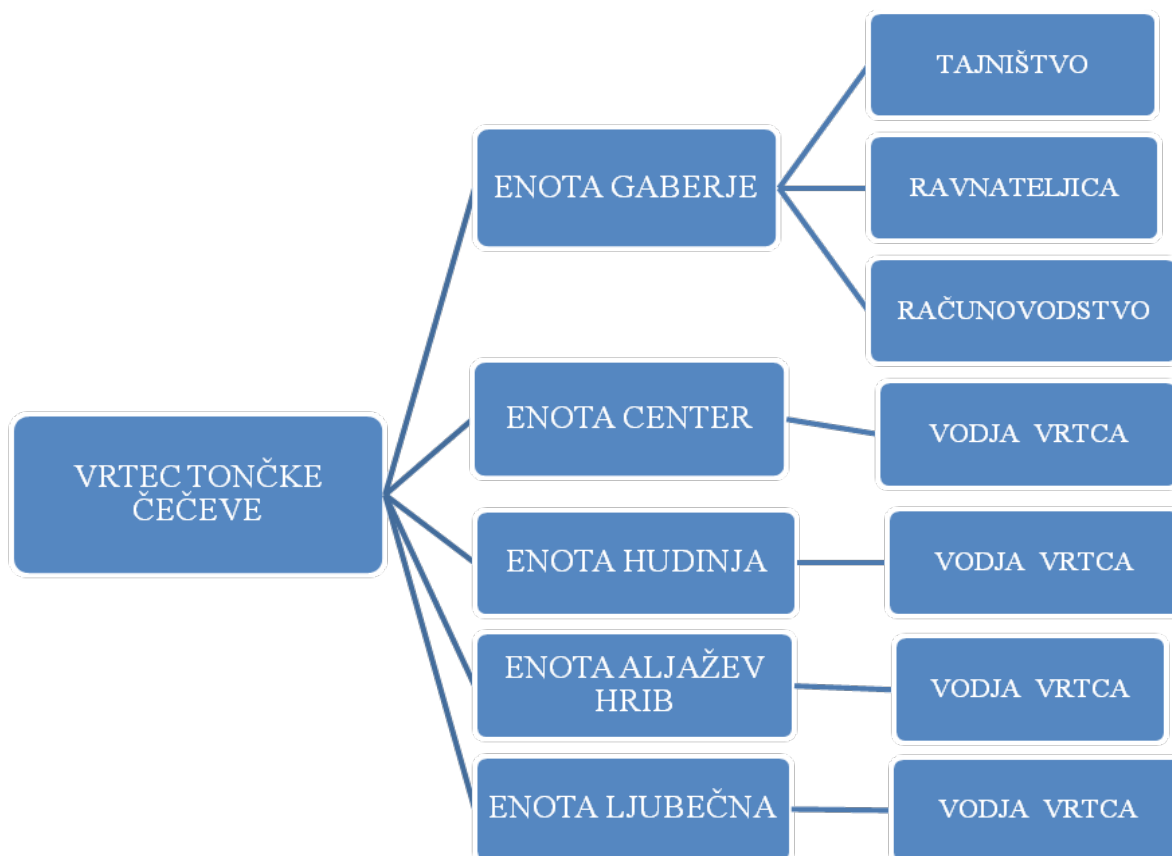 VRTEC TONČKE
ČEČEVE
ENOTA GABERJE
TAJNIŠTVO
RAVNATELJICA
RAČUNOVODSTVO
ENOTA CENTER
VODJA VRTCA
ENOTA HUDINJA
VODJA VRTCA
ENOTA ALJAŽEV
HRIB
VODJA VRTCA
ENOTA LJUBEČNA
VODJA VRTCA